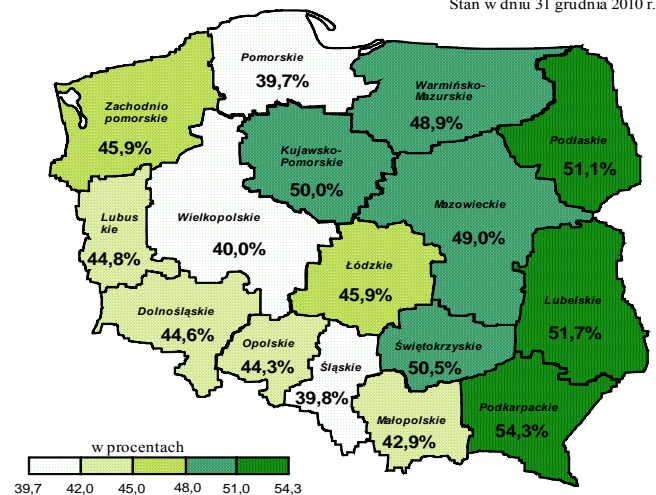 Stan w dniu 31 grudnia 2010 r.
Pomorskie
39,7%
Warmińsko-
Mazurskie
48,9%
Zachodnio
pomorskie
45,9%
Kujawsko-
Pomorskie
50,0%
Podlaskie
51,1%
Lubus
kie
44,8%
Wielkopolskie
40,0%
Mazowieckie
49,0%
Łódzkie
45,9%
Lubelskie
51,7%
Dolnośląskie
44,6%
Opolskie
44,3%
Śląskie
39,8%
Świętokrzyskie
50,5%
Małopolskie
42,9%
Podkarpackie
54,3%
w procentach
39,7 42,0 45,0 48,0 51,0 54,3